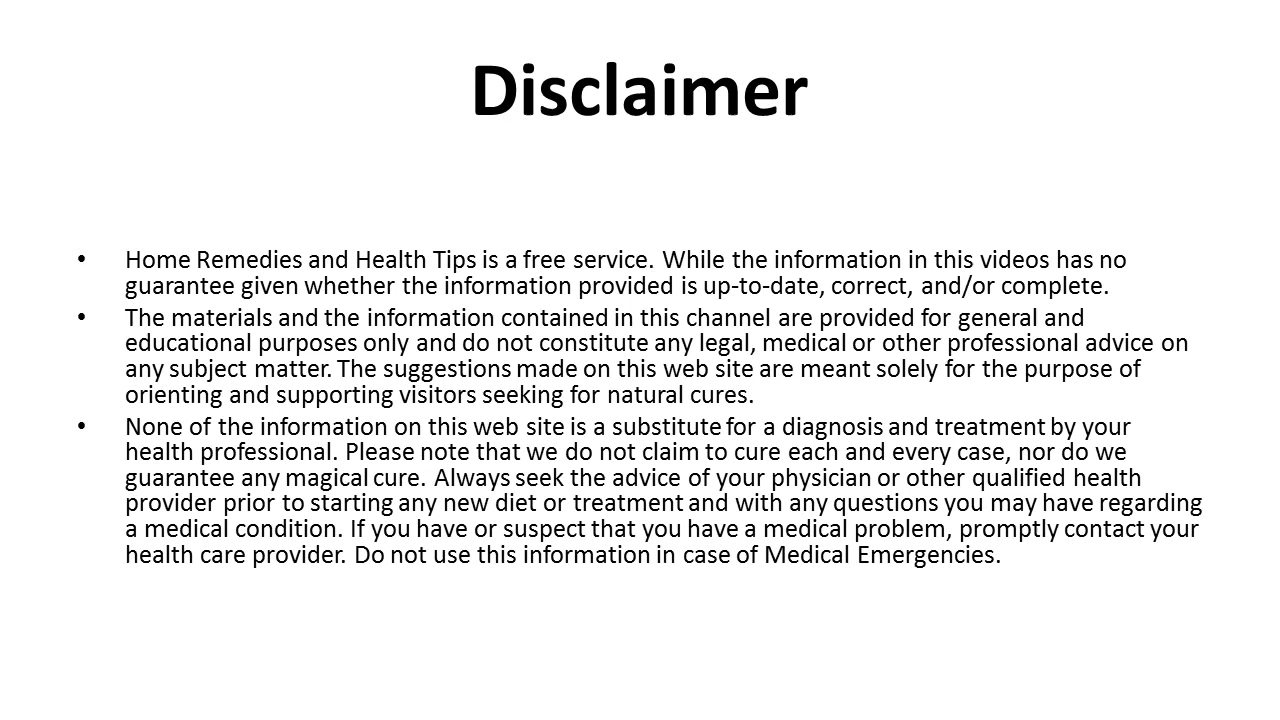 Disclaimer
• Home Remedies and Health Tips is a free service. While the information in this videos has no
guarantee given whether the information provided is up-to-date, correct, and/or complete.
• The materials and the information contained in this channel are provided for general and
educational purposes only and do not constitute any legal, medical or other professional advice on
any subject matter. The suggestions made on this web site are meant solely for the purpose of
orienting and supporting visitors seeking for natural cures.
• None of the information on this web site is a substitute for a diagnosis and treatment by your
health professional. Please note that we do not claim to cure each and every case, nor do we
guarantee any magical cure. Always seek the advice of your physician or other qualified health
provider prior to starting any new diet or treatment and with any questions you may have regarding
a medical condition. If you have or suspect that you have a medical problem, promptly contact your
health care provider. Do not use this information in case of Medical Emergencies.